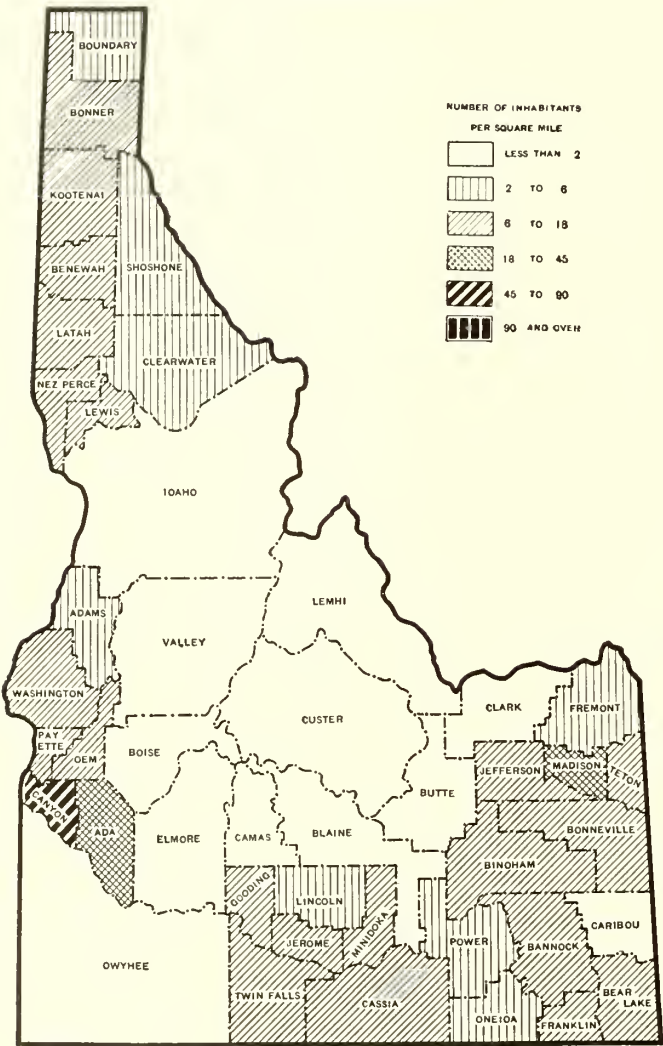 NUMBER OF INHABITANTS
PER SQUARE MILE
LESS THAN 2
2 TO 6
6 TO 18
18 TO 45
45 TO 90
90 AND OVER
BOUNDARY
BONNER
KOOTENAI
BENEWAH
SHOSHONE
LATAH
CLEARWATER
NEZ PERCE
LEWIS
IDAHO
ADAMS
LEMHI
VALLEY
WASHINGTON
CUSTER
CLARK
FREMONT
PAY
ETTE
GEM
BOISE
JEFFERSON
MADISON
TETON
CANYON
ADA
ELMORE
CAMAS
BLAINE
BUTTE
BONNEVILLE
BINGHAM
GOODING
LINCOLN
JEROME
MINIDOKA
POWER
BANNOCK
CARIBOU
OWYHEE
TWIN FALLS
CASSIA
ONEIDA
FRANKLIN
BEAR
LAKE